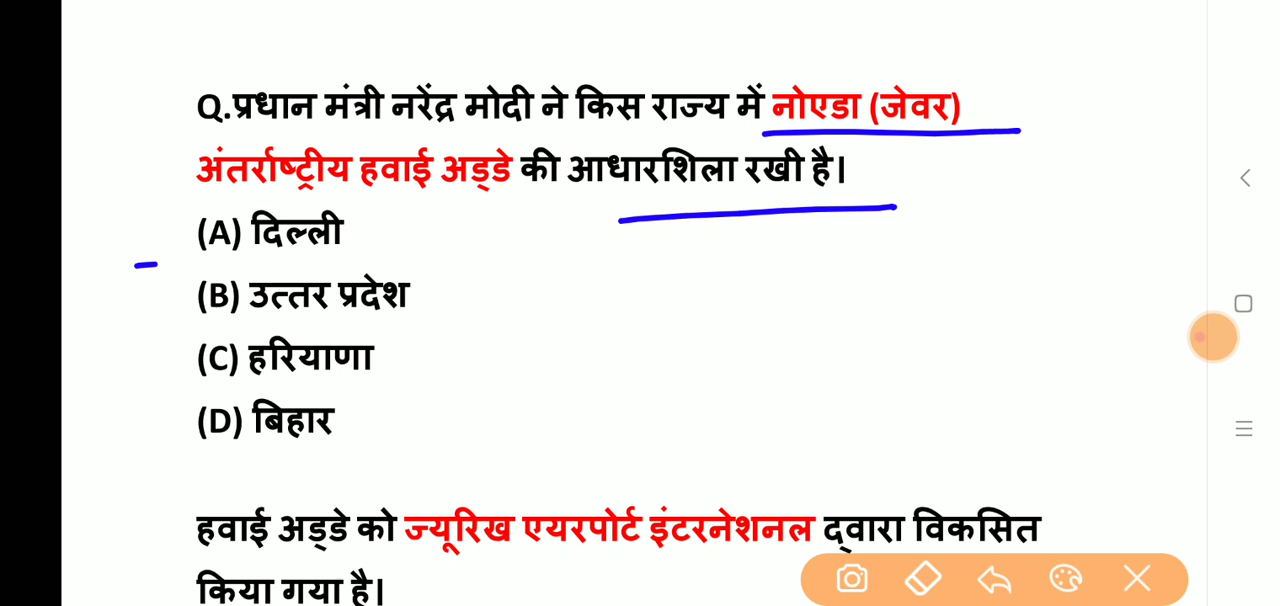 Q.प्रधान मंत्री नरेंद्र मोदी ने किस राज्य में नोएडा (जेवर)
अंतर्राष्ट्रीय हवाई अड्डे की आधारशिला रखी है।
(A) दिल्ली
(B) उत्तर प्रदेश
(C) हरियाणा
(D) बिहार
हवाई अड्डे को ज्यूरिख एयरपोर्ट इंटरनेशनल द्वारा विकसित
किया गया है।